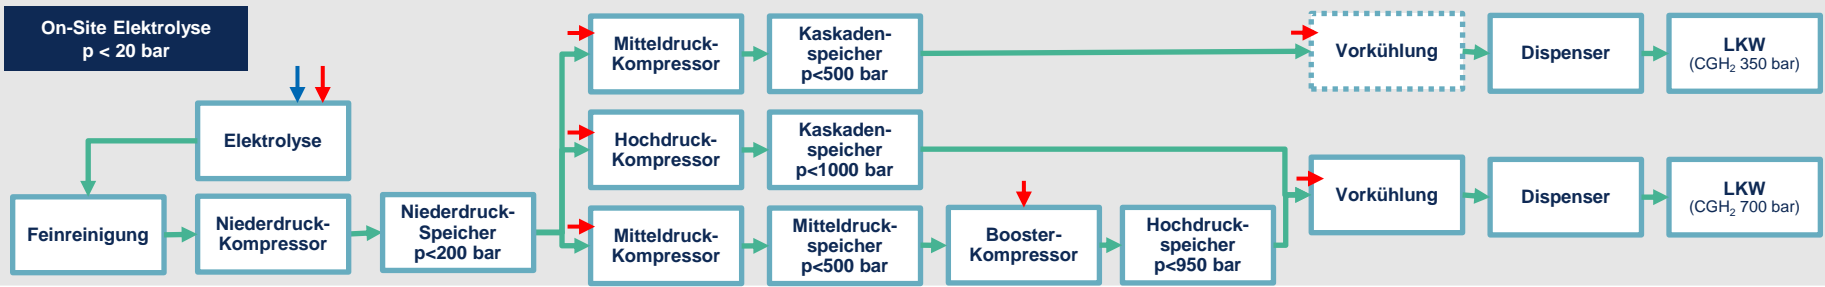 On-Site Elektrolyse
p < 20 bar
Elektrolyse
Feinreinigung
Niederdruck-
Kompressor
Niederdruck-
Speicher
p<200 bar
Mitteldruck-
Kompressor
Kaskaden-
speicher
p<500 bar
Vorkühlung
Dispenser
LKW
(CGH₂ 350 bar)
Hochdruck-
Kompressor
Kaskaden-
speicher
p<1000 bar
Mitteldruck-
Kompressor
Mitteldruck-
speicher
p<500 bar
Booster-
Kompressor
Hochdruck-
speicher
p<950 bar
Vorkühlung
Dispenser
LKW
(CGH₂ 700 bar)